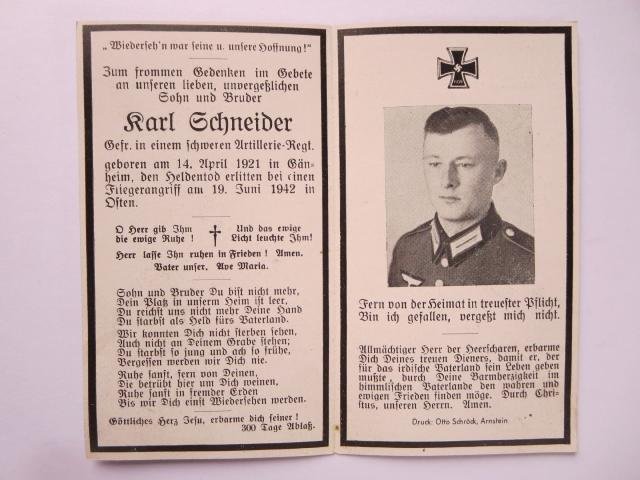 „Wiederseh'n war seine u. unsere Hoffnung!"
Zum frommen Gedenken im Gebete
an unseren lieben, unvergeßlichen
Sohn und Bruder
Karl Schneider
Gefr. in einem schweren Artillerie-Regt.
geboren am 14. April 1921 in Gän-
heim, den Heldentod erlitten bei einen
Fliegerangriff am 19. Juni 1942 in
Osten.
O Herr gib Ihm
die ewige Ruhe!
Und das ewige
Licht leuchte Ihm!
Herr lasse Ihn ruhen in Frieden! Amen.
Vater unser. Ave Maria.
Sohn und Bruder Du bist nicht mehr,
Dein Platz in unserm Heim ist leer,
Du reichst uns nicht mehr Deine Hand
Du starbst als Held fürs Vaterland.
Wir konnten Dich nicht sterben sehen,
Auch nicht an Deinem Grabe stehen;
Du starbst so jung und ach so frühe,
Vergessen werden wir Dich nie.
Ruhe sanft, fern von Deinen,
Die betrübt hier um Dich weinen,
Ruhe sanft in fremder Erden
Bis wir Dich einst Wiedersehen werden.
Göttliches Herz Jesu, erbarme dich seiner!
300 Tage Ablaß.
Fern von der Heimat in treuester Pflicht,
Bin ich gefallen, vergeßt mich nicht.
Allmächtiger Herr der Heerscharen, erbarme
Dich Deines treuen Dieners, damit er, der
für das irdische Vaterland sein Leben geben
mußte, durch Deine Barmherzigkeit im
himmlischen Vaterland den wahren und
ewigen Frieden finden möge. Durch Chri-
stus, unseren Herrn. Amen.
Druck: Otto Schröck, Arnstein